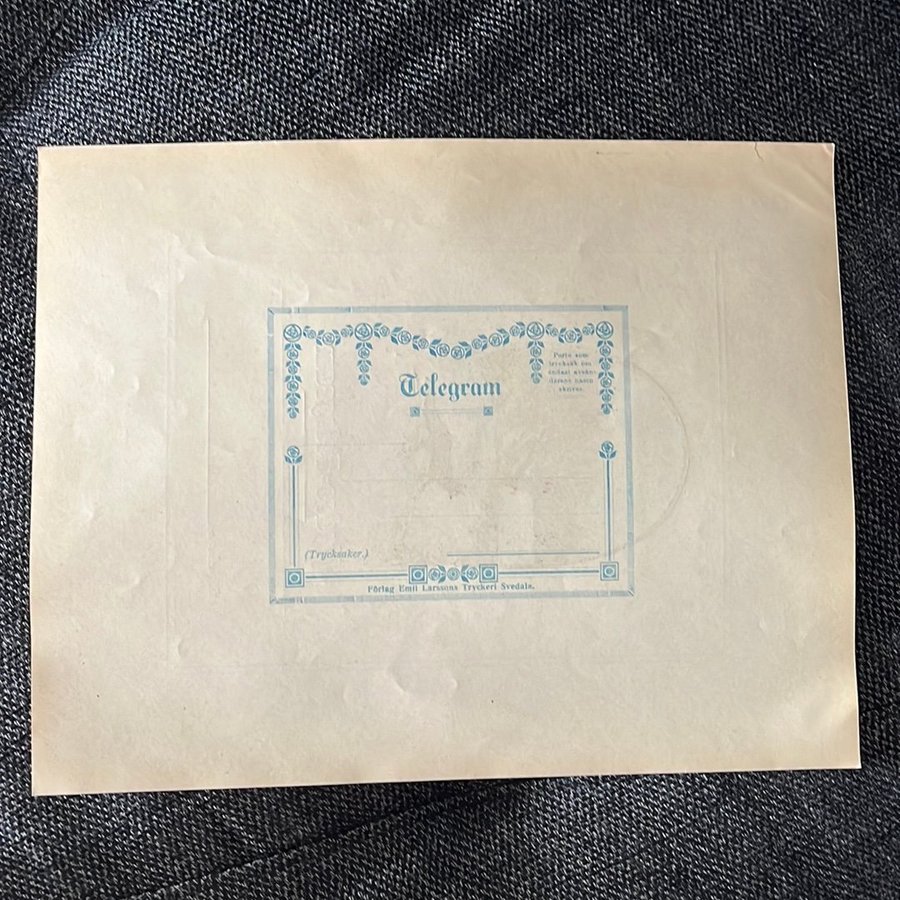 Telegram
Porto som
trycksak om
endast avsän-
darens namn
skrives.
(Trycksaker.)
Förlag Emil Larssons Tryckeri Svedala.